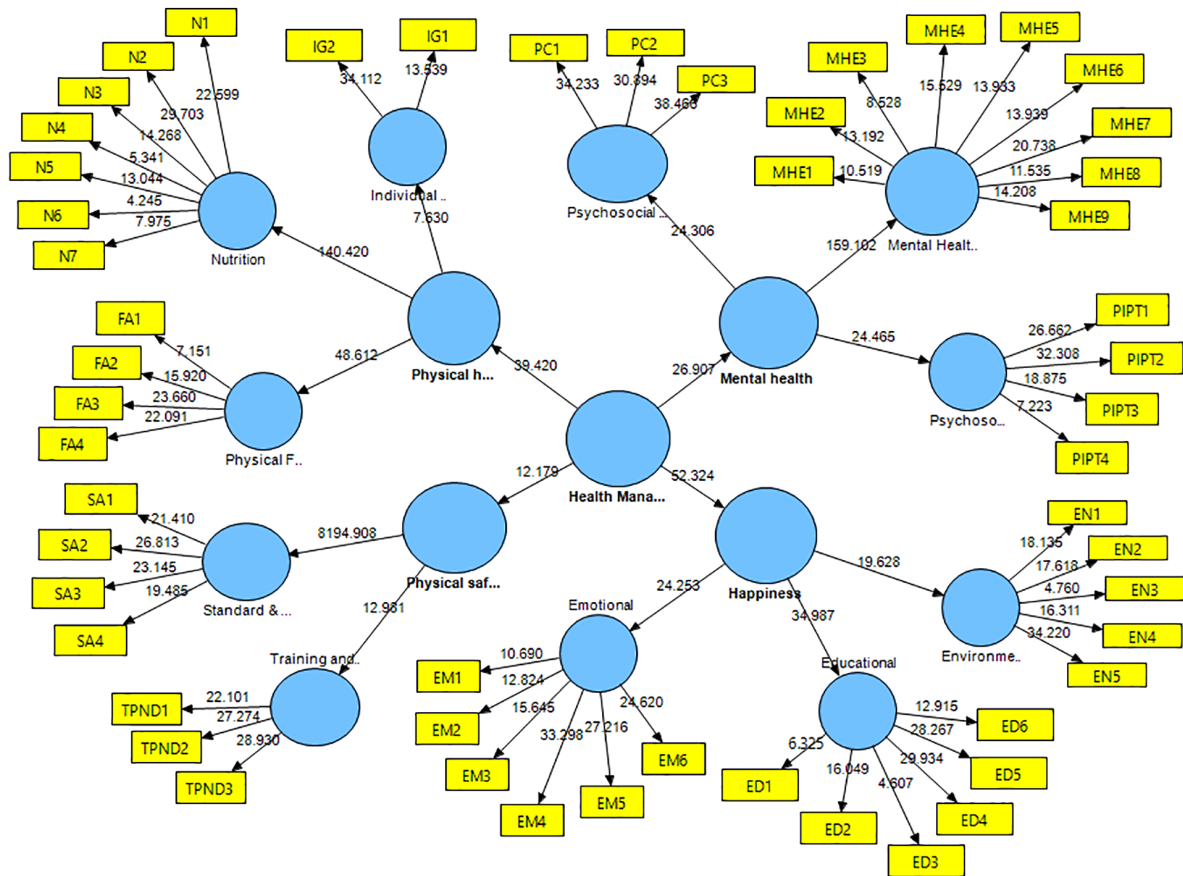 N1
N2
N3
N4
N5
N6
N7
22.599
29.703
14.268
5.341
13.044
4.245
7.975
Nutrition
IG2
IG1
34.112
13.539
Individual ..
7.630
140.420
PC1
PC2
PC3
34.233
30.894
38.466
Psychosocial ..
24.306
MHE1
MHE2
MHE3
MHE4
MHE5
MHE6
MHE7
MHE8
MHE9
10.519
13.192
8.528
15.529
13.933
13.939
20.738
11.535
14.208
Mental Healt..
159.102
FA1
FA2
FA3
FA4
7.151
15.920
23.660
22.091
Physical F..
48.612
Physical h...
39.420
26.907
Mental health
24.465
PIPT1
PIPT2
PIPT3
PIPT4
26.662
32.308
18.875
7.223
Psychoso...
Health Mana...
12.179
52.324
SA1
SA2
SA3
SA4
21.410
26.813
23.145
19.485
Standard & ...
8194.908
Physical saf...
12.931
Training and..
TPND1
TPND2
TPND3
22.101
27.274
28.930
Happiness
24.253
34.987
19.628
Emotional
EM1
EM2
EM3
EM4
EM5
EM6
10.690
12.824
15.645
33.298
27.216
24.620
Educational
ED1
ED2
ED3
ED4
ED5
ED6
6.325
16.049
4.607
29.934
28.267
12.915
EN1
EN2
EN3
EN4
EN5
18.135
17.618
4.760
16.311
34.220
Environme..